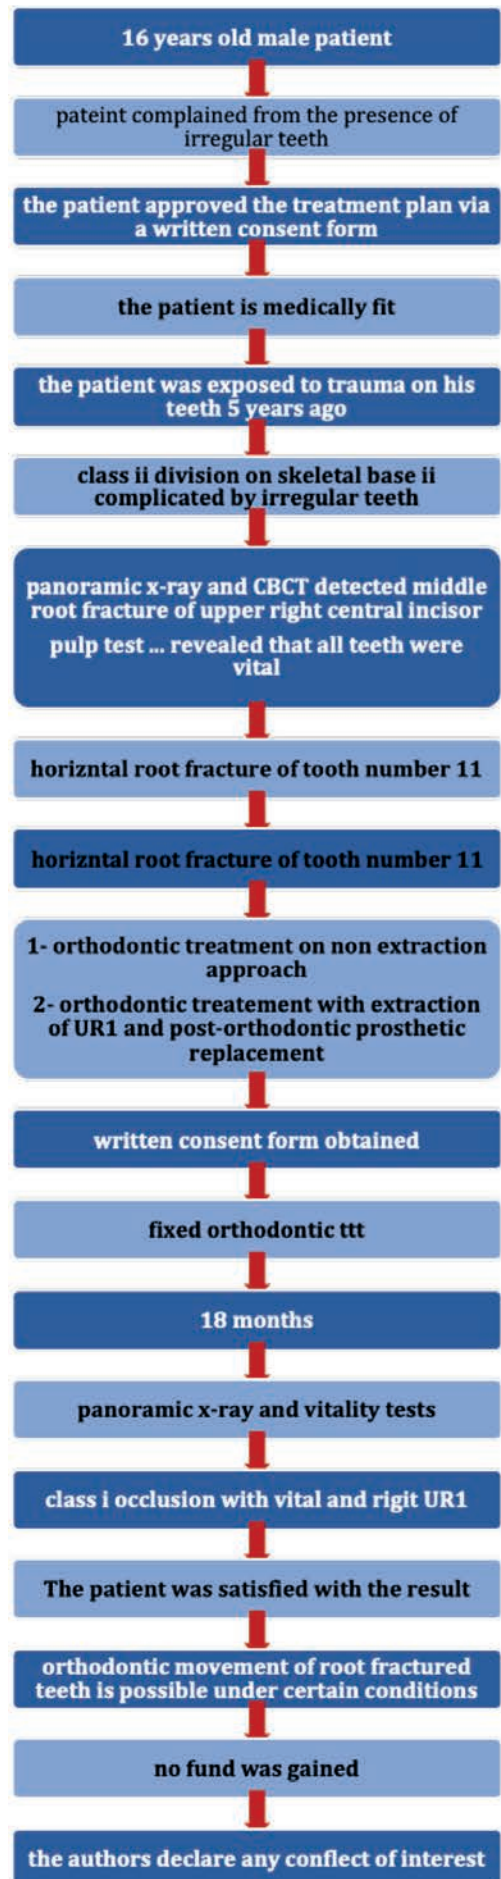 16 years old male patient
pateint complained from the presence of
irregular teeth
the patient approved the treatment plan via
a written consent form
the patient is medically fit
the patient was exposed to trauma on his
teeth 5 years ago
class ii division on skeletal base ii
complicated by irregular teeth
panoramic x-ray and CBCT detected middle
root fracture of upper right central incisor
pulp test ... revealed that all teeth were
vital
horizntal root fracture of tooth number 11
horizntal root fracture of tooth number 11
1- orthodontic treatment on non extraction
approach
2- orthodontic treatement with extraction
of UR1 and post-orthodontic prosthetic
replacement
written consent form obtained
fixed orthodontic ttt
18 months
panoramic x-ray and vitality tests
class i occlusion with vital and rigit UR1
The patient was satisfied with the result
orthodontic movement of root fractured
teeth is possible under certain conditions
no fund was gained
the authors declare any conflect of interest